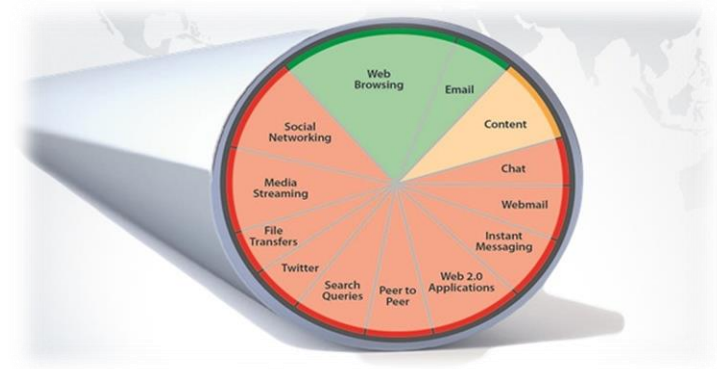 Web
Browsing
Email
Content
Chat
Webmail
Instant
Messaging
Web 2.0
Applications
Peer to
Peer
Search
Queries
Twitter
File
Transfers
Media
Streaming
Social
Networking